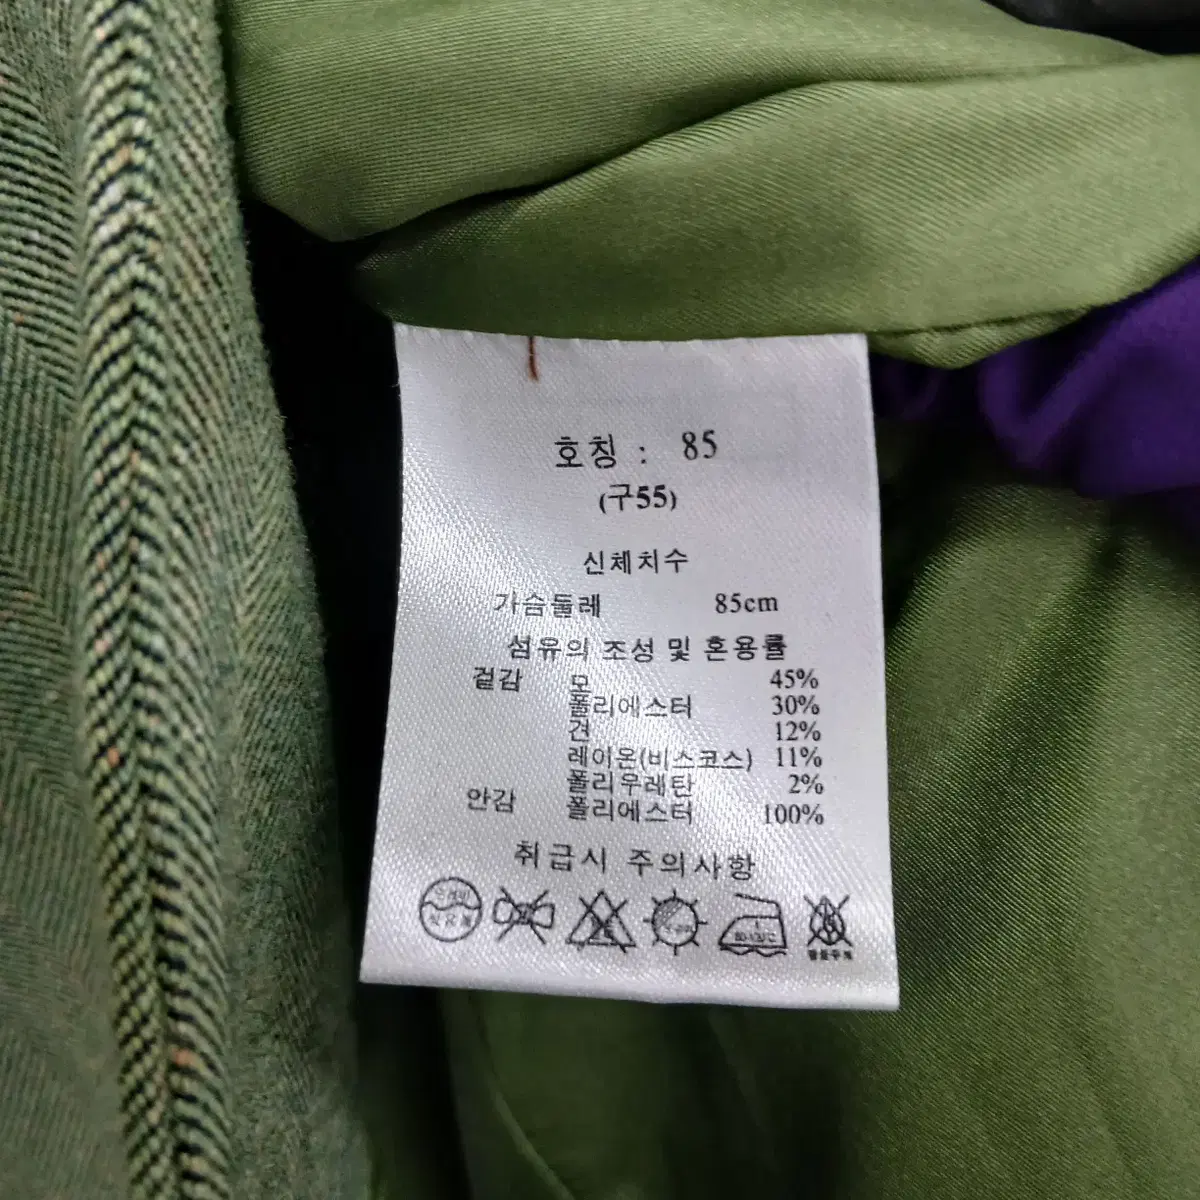 호칭 : 85
(구55)
신체치수
가슴둘레 85cm
섬유의 조성 및 혼용률
겉감 모 45%
폴리에스터 30%
견 12%
레이온(비스코스) 11%
폴리우레탄 2%
안감 폴리에스터 100%
취급시 주의사항